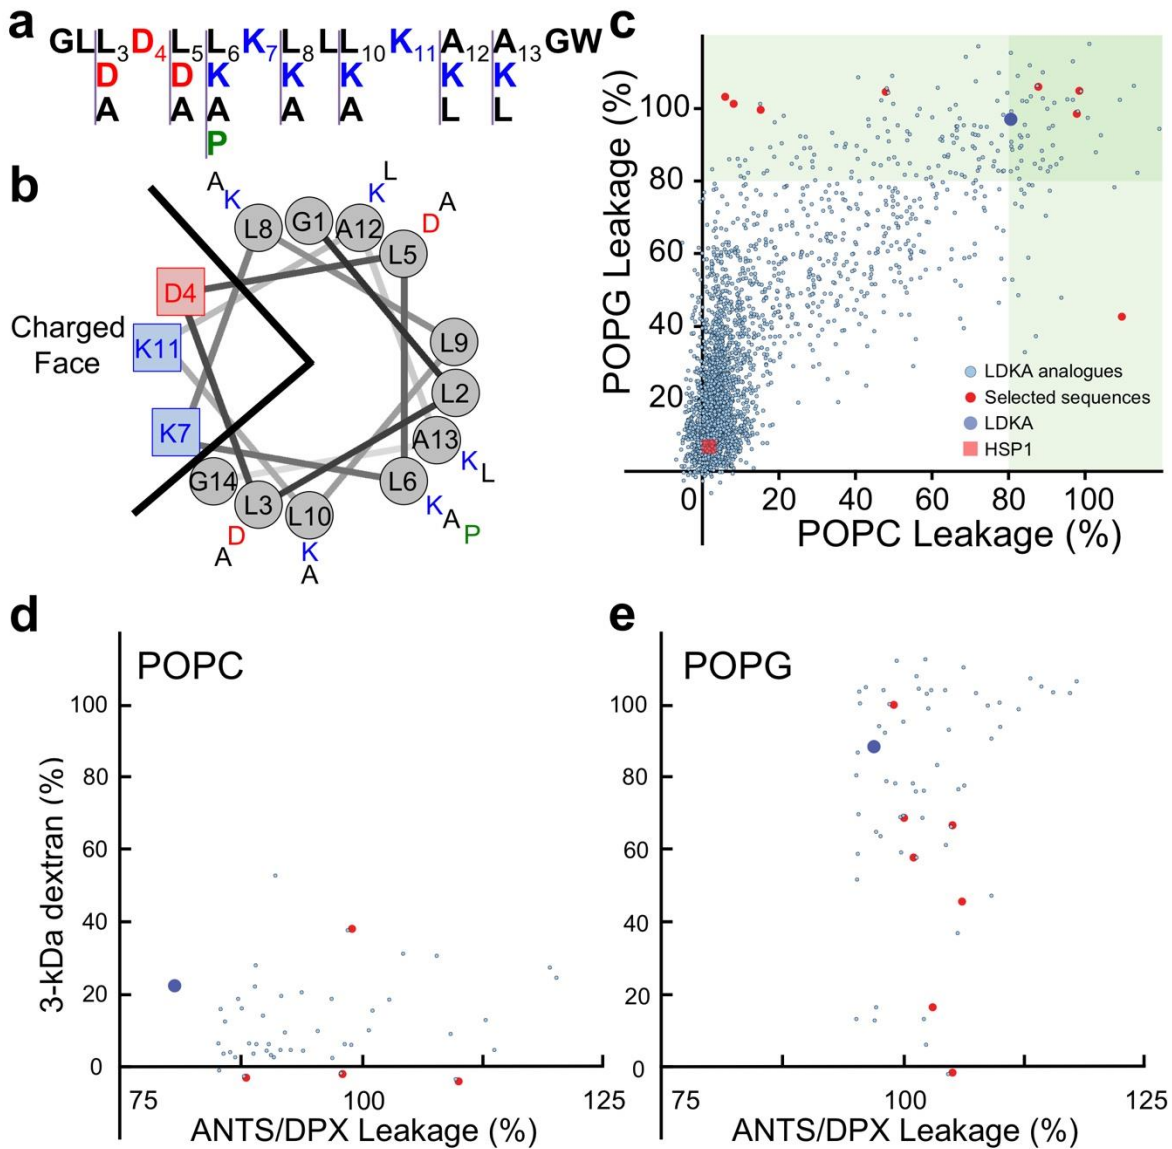 a
GLL3D4L5L6K7L8LL10K11A12A13GW
D D K K K K K
A A A A A L L
P
b
A K L K
D A
L8 G1 A12 L5
D4
Charged
Face
K11 L9
L2
K7 A13
K L
G14 L3 L10 L6
K A P
D
A
K
A
c
POPG Leakage (%)
100
80
60
40
20
LDKA analogues
Selected sequences
LDKA
HSP1
0 20 40 60 80 100
POPC Leakage (%)
d
POPC
3-kDa dextran (%)
100
80
60
40
20
0
75 100 125
ANTS/DPX Leakage (%)
e
POPG
100
80
60
40
20
0
75 100 125
ANTS/DPX Leakage (%)